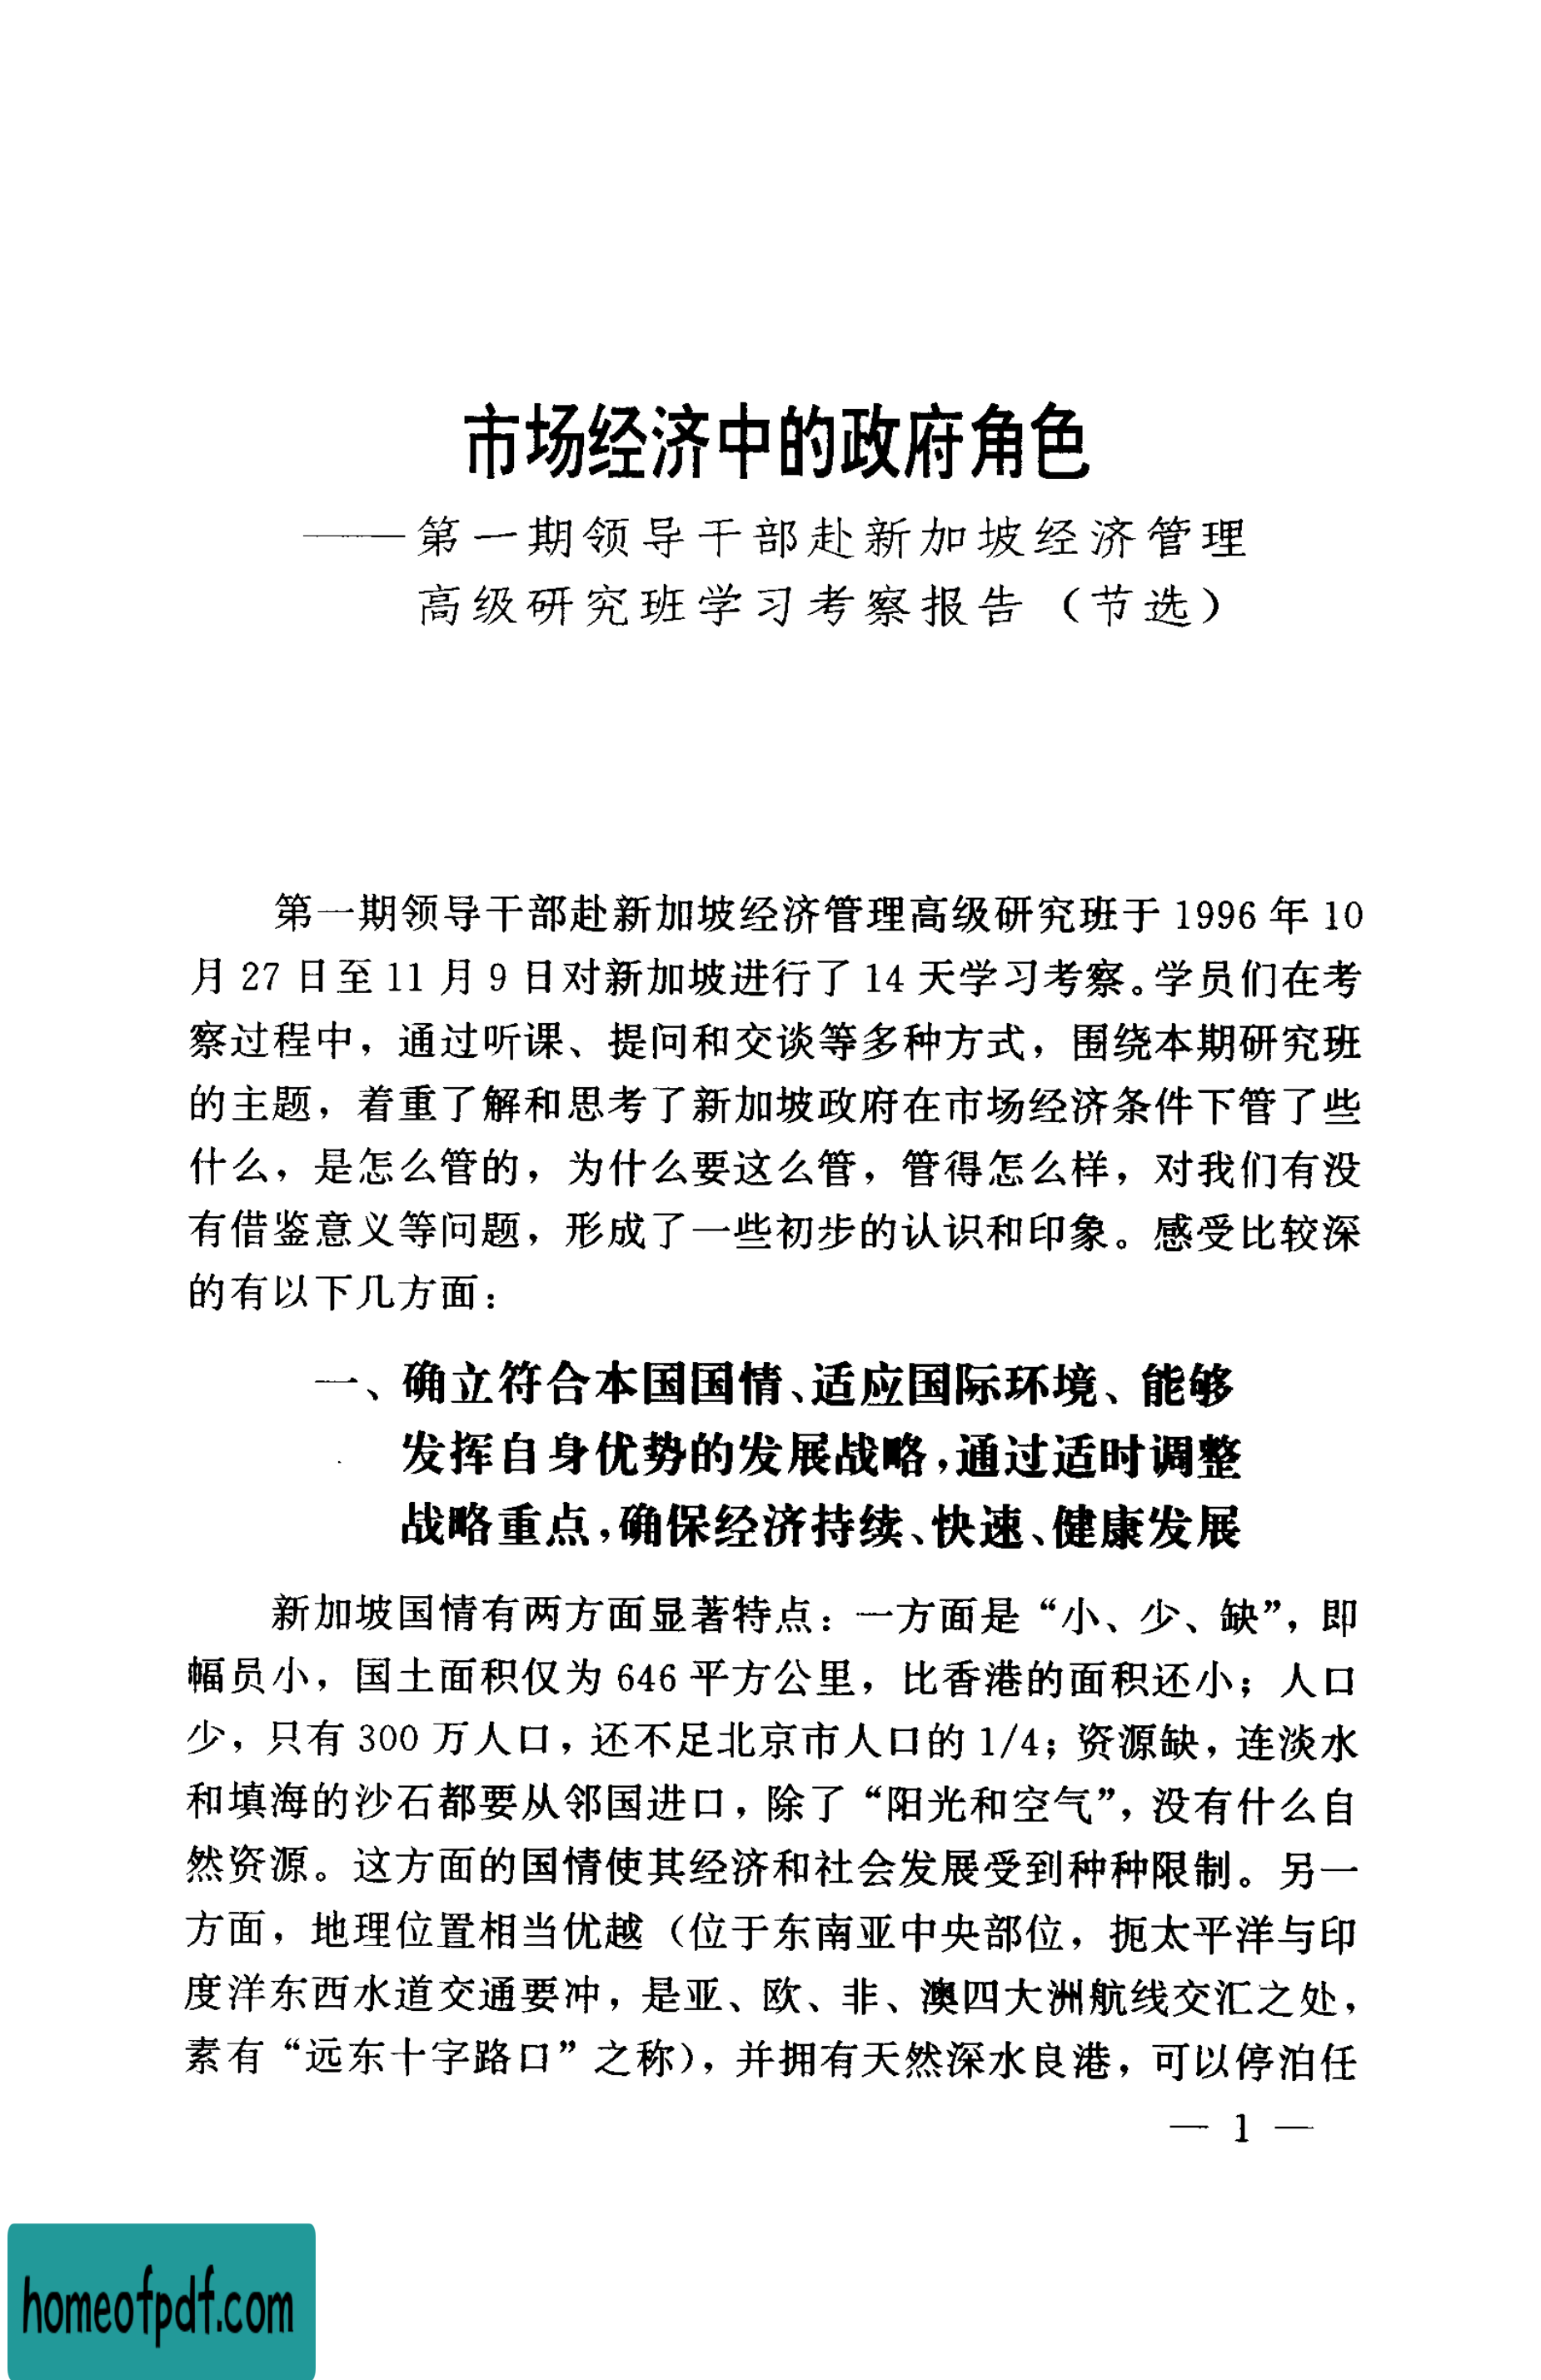 市场经济中的政府角色
——第一期领导干部赴新加坡经济管理
高级研究班学习考察报告（节选）
第一期领导干部赴新加坡经济管理高级研究班于 1996 年 10
月 27 日至 11 月 9 日对新加坡进行了 14 天学习考察。学员们在考
察过程中，通过听课、提问和交谈等多种方式，围绕本期研究班
的主题，着重了解和思考了新加坡政府在市场经济条件下管了些
什么，是怎么管的，为什么要这么管，管得怎么样，对我们有没
有借鉴意义等问题，形成了一些初步的认识和印象。感受比较深
的有以下几方面：
一、确立符合本国国情、适应国际环境、能够
发挥自身优势的发展战略，通过适时调整
战略重点，确保经济持续、快速、健康发展
新加坡国情有两方面显著特点：一方面是“小、少、缺”，即
幅员小，国土面积仅为 646 平方公里，比香港的面积还小；人口
少，只有 300 万人口，还不足北京市人口的 1/4；资源缺，连淡水
和填海的沙石都要从邻国进口，除了“阳光和空气”，没有什么自
然资源。这方面的国情使其经济和社会发展受到种种限制。另一
方面，地理位置相当优越（位于东南亚中央部位，扼太平洋与印
度洋东西水道交通要冲，是亚、欧、非、澳四大洲航线交汇之处，
素有“远东十字路口”之称），并拥有天然深水良港，可以停泊任
— 1 —
homeofpdf.com